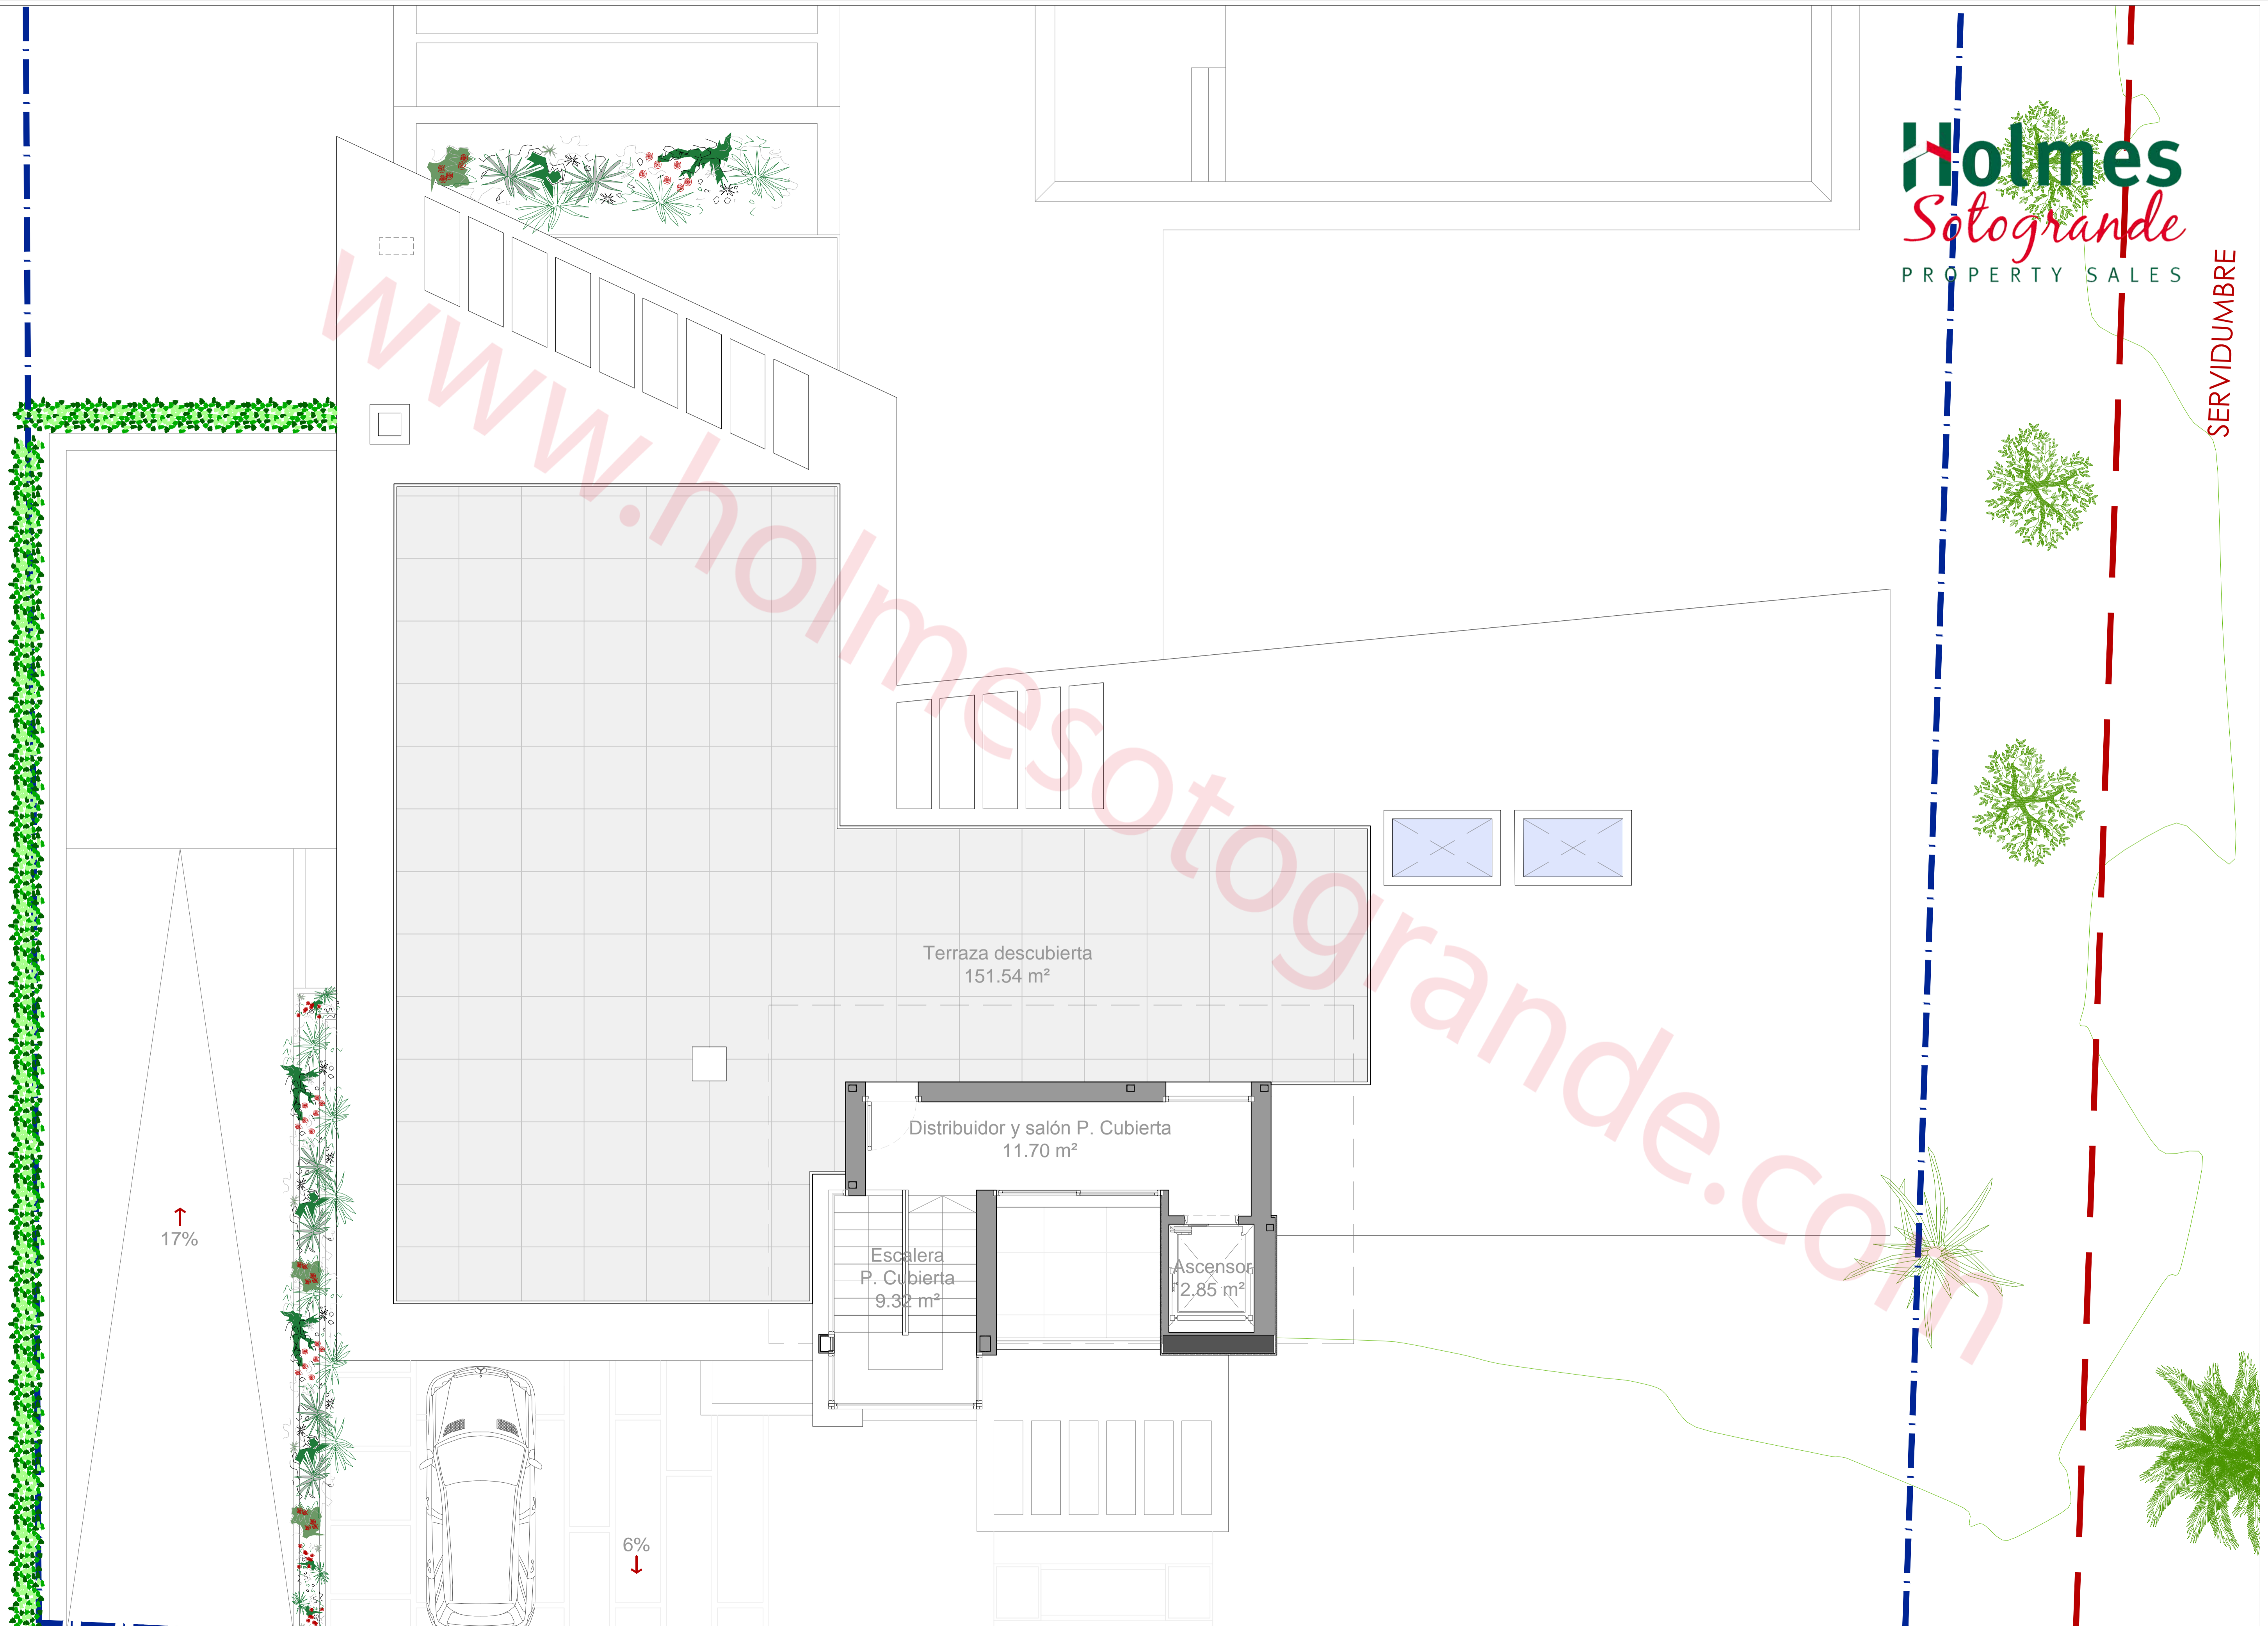 Holmes
Sotogrande
PROPERTY SALES
SERVIDUMBRE
www.holmesotogrande.com
Terraza descubierta
151.54 m²
Distribuidor y salón P. Cubierta
11.70 m²
Escalera
P. Cubierta
9.32 m²
Ascensor
2.85 m²
17%
6%